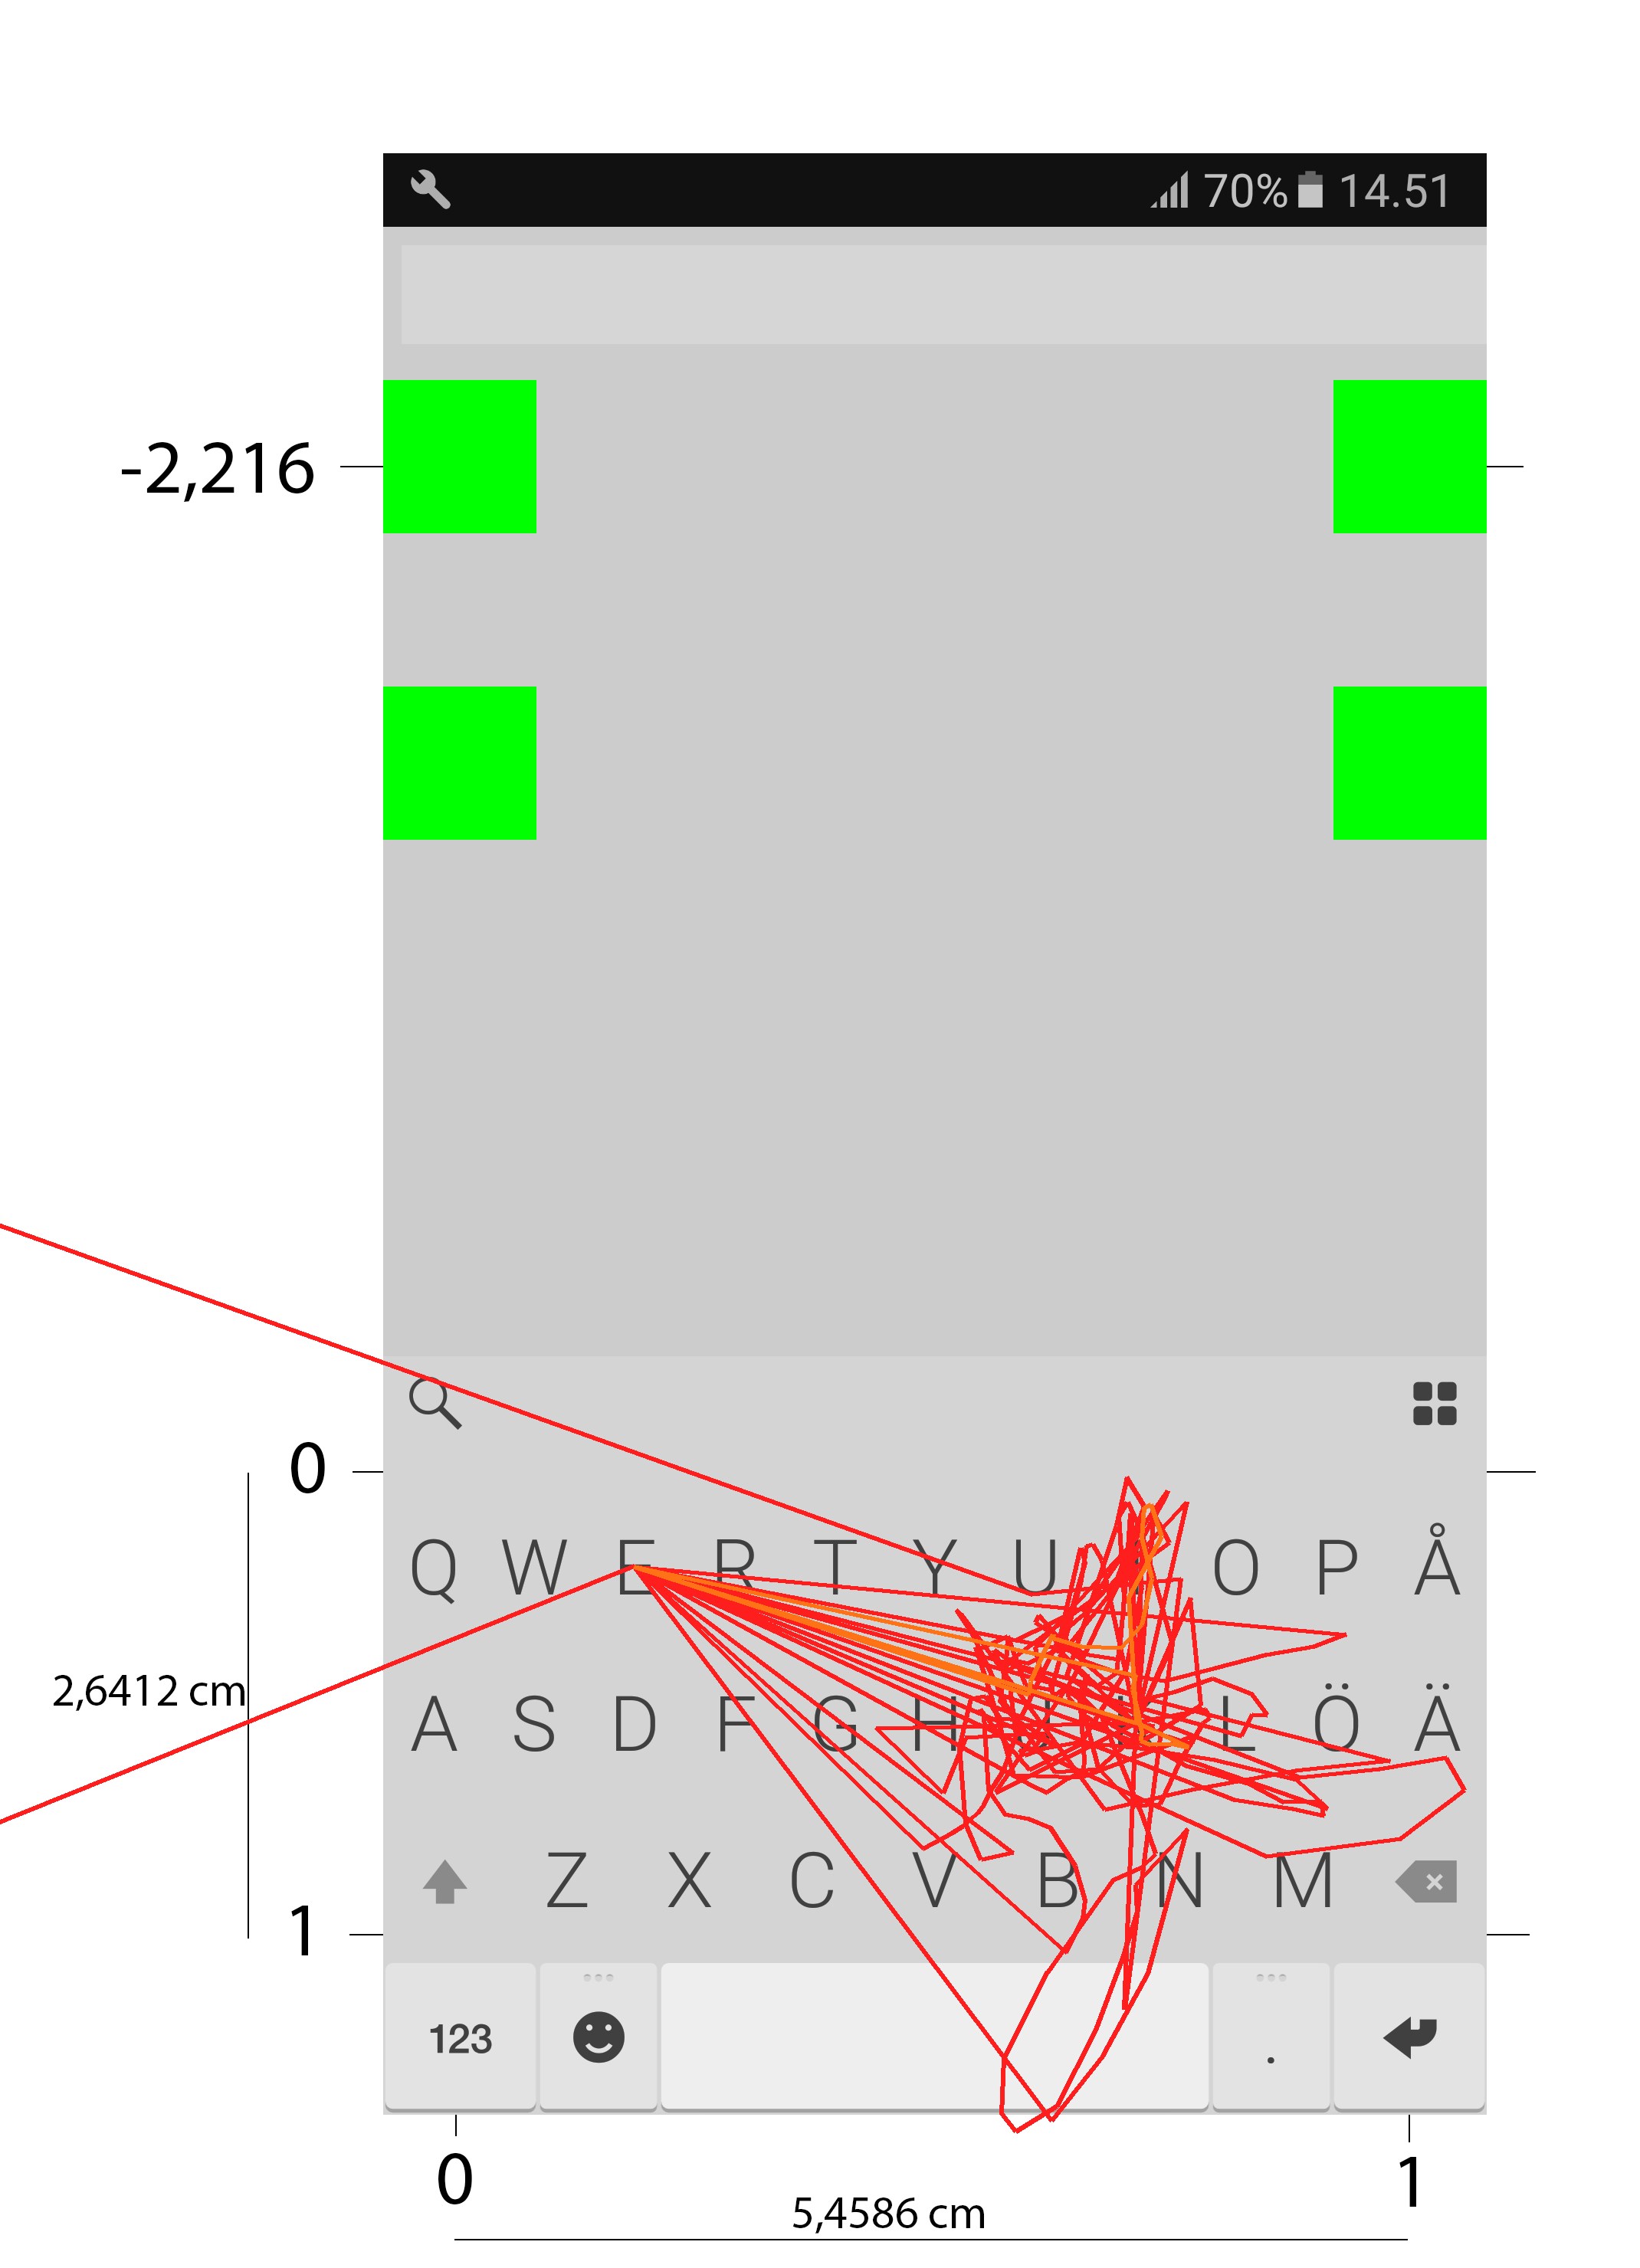 70% 14.51
-2,216
0
Q W E R T Y U O P Å
2,6412 cm
A S D F G H L Ö Ä
Z X C V B N M
1
123 .
0 1
5,4586 cm